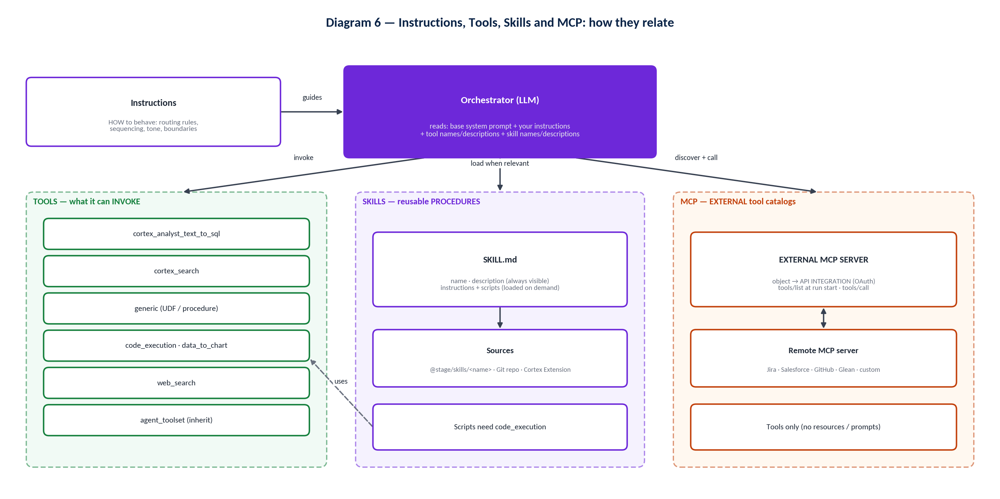 Diagram 6 — Instructions, Tools, Skills and MCP: how they relate
Instructions
HOW to behave: routing rules,
sequencing, tone, boundaries
guides
Orchestrator (LLM)
reads: base system prompt + your instructions
+ tool names/descriptions + skill names/descriptions
invoke
load when relevant
discover + call
TOOLS — what it can INVOKE
cortex_analyst_text_to_sql
cortex_search
generic (UDF / procedure)
code_execution · data_to_chart
web_search
agent_toolset (inherit)
uses
SKILLS — reusable PROCEDURES
SKILL.md
name · description (always visible)
instructions + scripts (loaded on demand)
Sources
@stage/skills/<name> · Git repo · Cortex Extension
Scripts need code_execution
MCP — EXTERNAL tool catalogs
EXTERNAL MCP SERVER
object → API INTEGRATION (OAuth)
tools/list at run start · tools/call
Remote MCP server
Jira · Salesforce · GitHub · Glean · custom
Tools only (no resources / prompts)